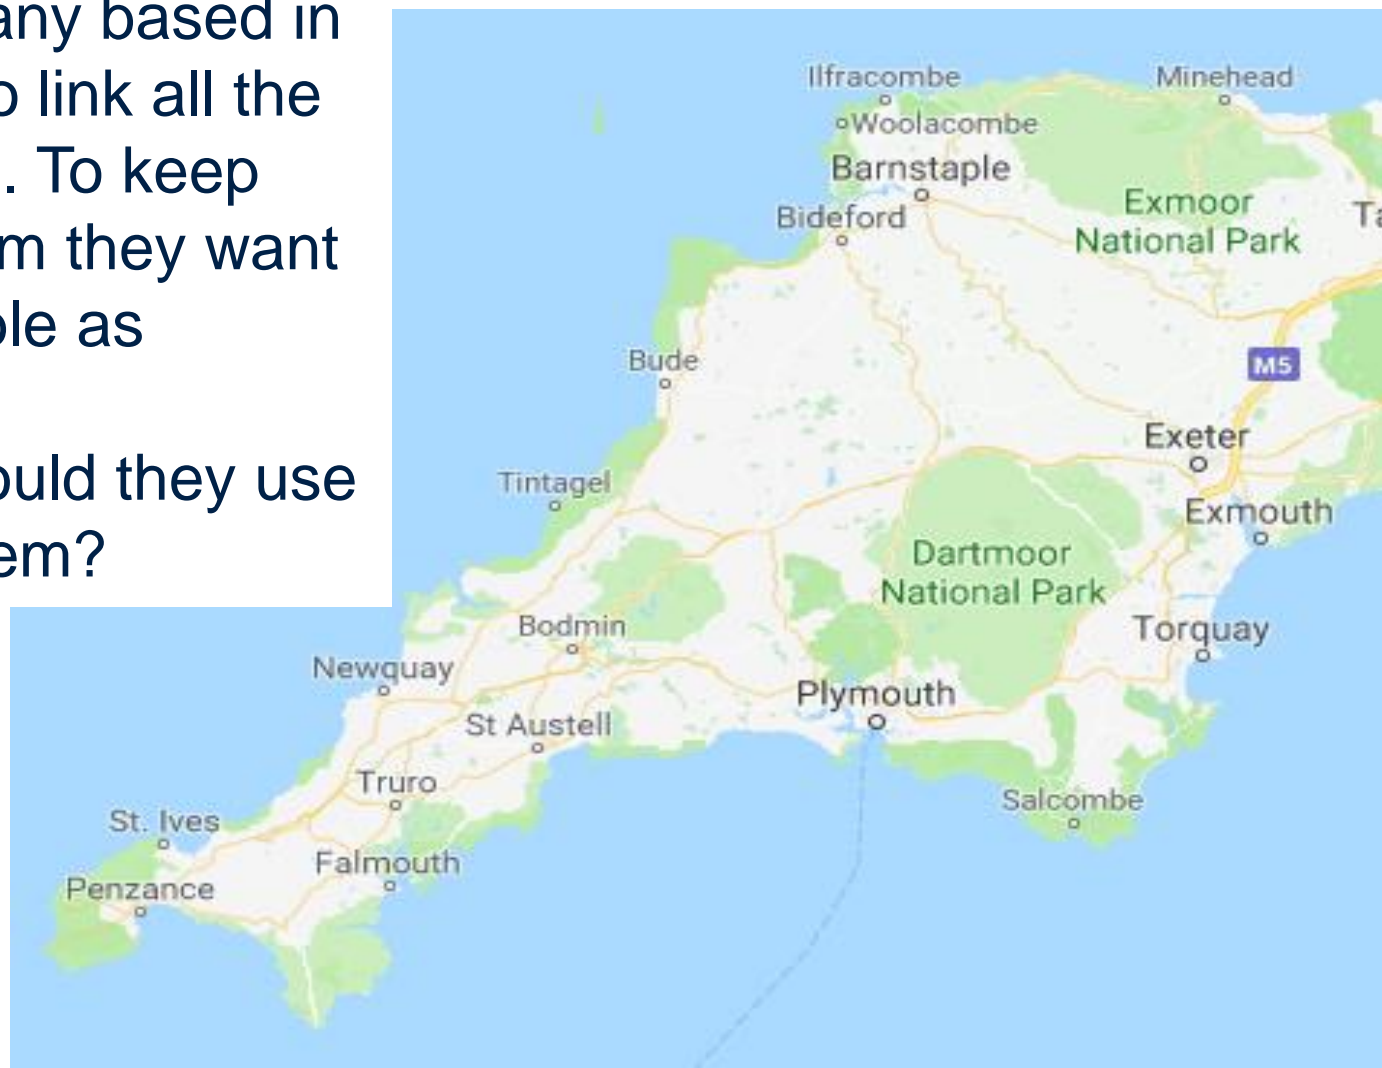 any based in
o link all the
. To keep
m they want
ble as
ould they use
em?
Ilfracombe
Minehead
Woolacombe
Barnstaple
Bideford
Exmoor
National Park
Ta
Bude
M5
Exeter
Tintagel
Exmouth
Dartmoor
National Park
Bodmin
Torquay
Newquay
Plymouth
St Austell
Truro
Salcombe
St. Ives
Falmouth
Penzance